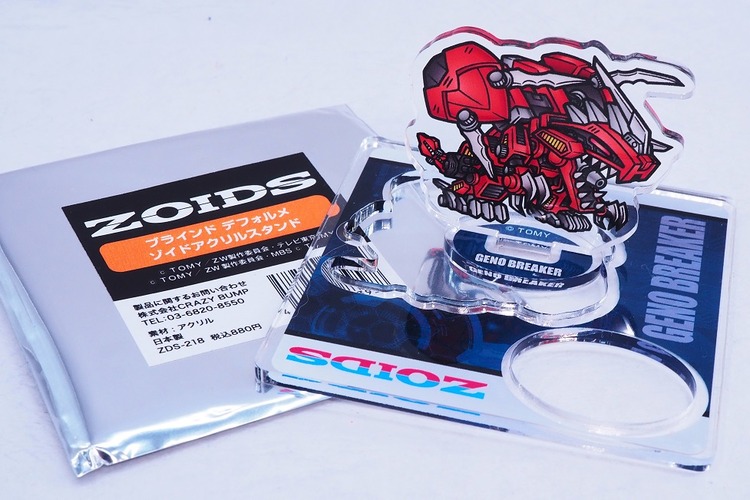 ZOIDS
ブラインド デフォルメ
ゾイドアクリルスタンド
© TOMY ZW製作委員会・テレビ東京
© TOMY ZW製作委員会・MBS
製品に関するお問い合わせ
株式会社CRAZY BUMP
TEL:03-6820-8550
素材:アクリル
日本製
ZDS-218 税込880円
© TOMY
GENO BREAKER
GENO BREAKER
GENO BREAKER
ZOIDS